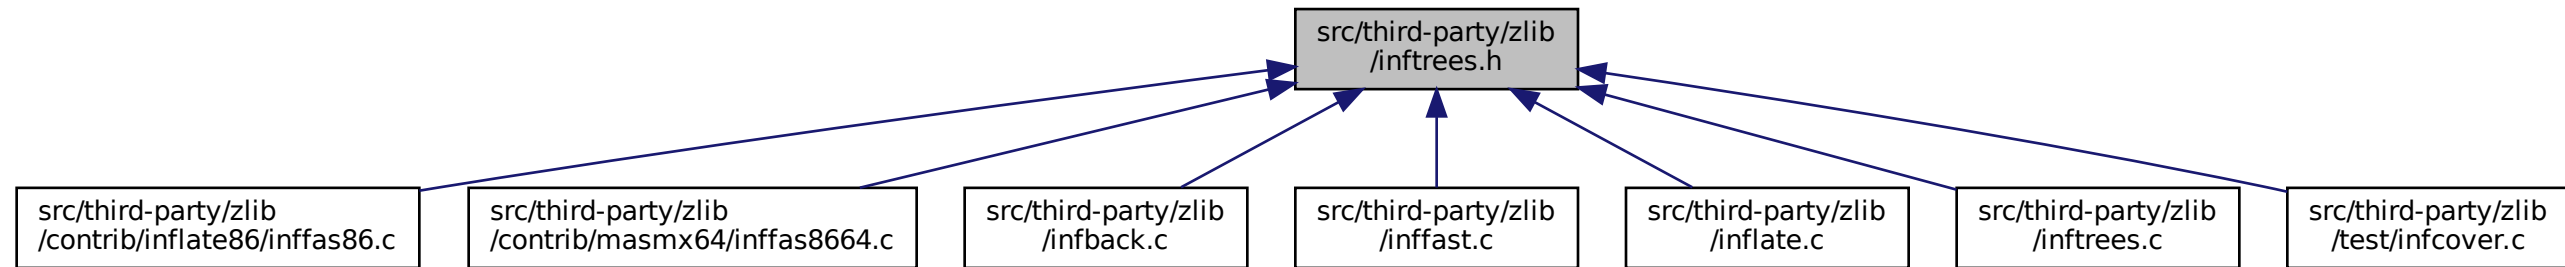 src/third-party/zlib
/inftrees.h
src/third-party/zlib
/contrib/inflate86/inffas86.c
src/third-party/zlib
/contrib/masmx64/inffas8664.c
src/third-party/zlib
/infback.c
src/third-party/zlib
/inffast.c
src/third-party/zlib
/inflate.c
src/third-party/zlib
/inftrees.c
src/third-party/zlib
/test/infcover.c